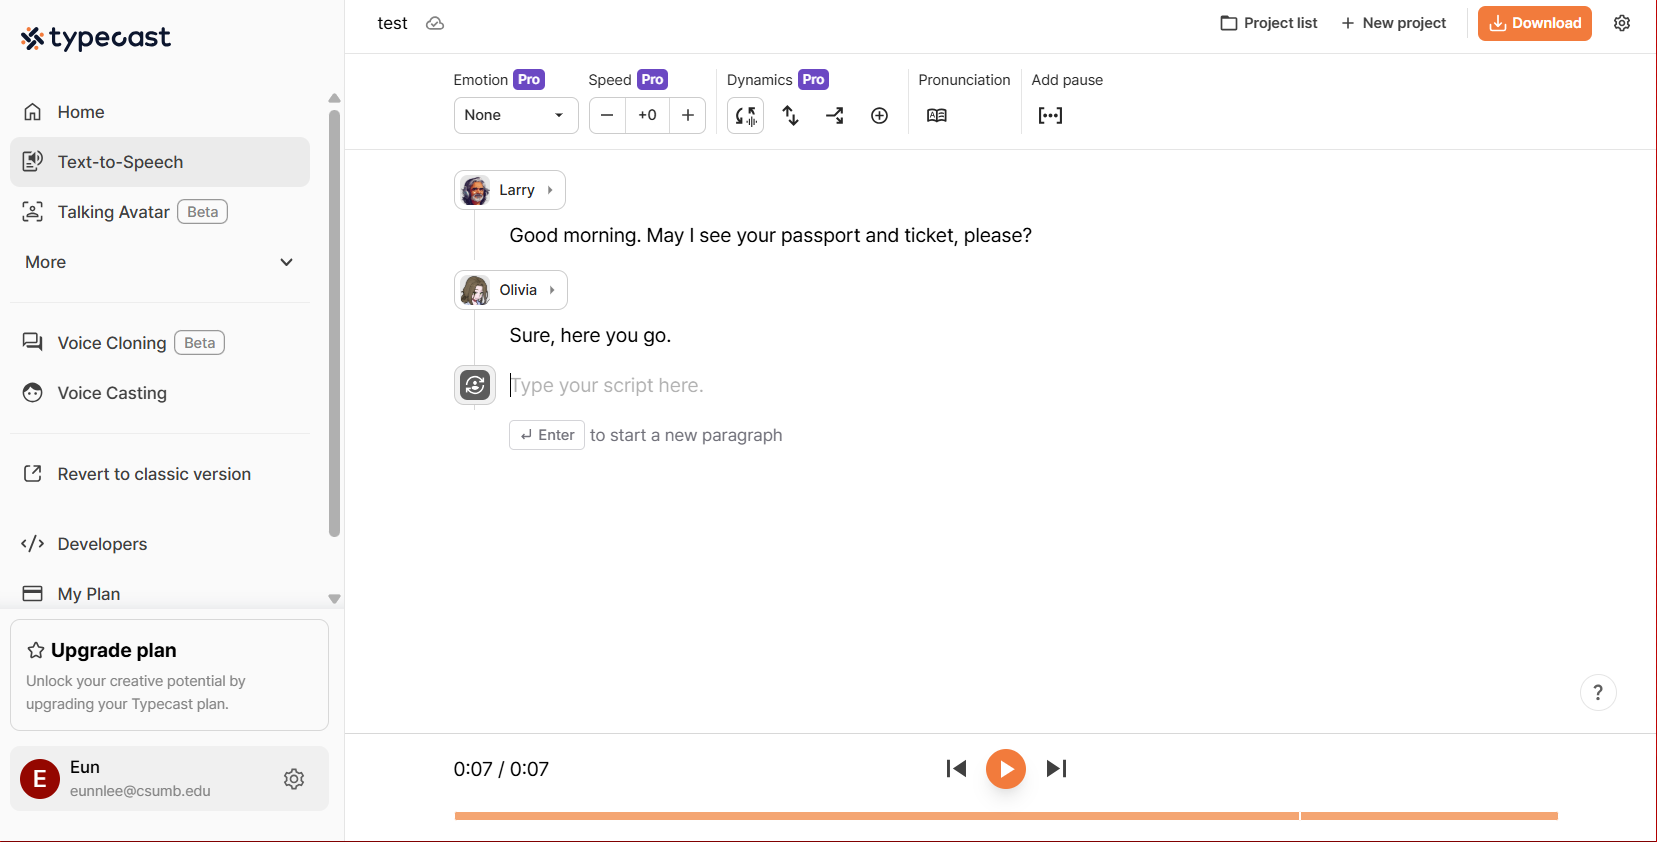 typecast
Home
Text-to-Speech
Talking Avatar Beta
More
Voice Cloning Beta
Voice Casting
Revert to classic version
Developers
My Plan
Upgrade plan
Unlock your creative potential by
upgrading your Typecast plan.
E
Eun
eunnlee@csumb.edu
test
Project list
New project
Download
Emotion Pro
Speed Pro
Dynamics Pro
Pronunciation
Add pause
None
− +0 +
Larry
Good morning. May I see your passport and ticket, please?
Olivia
Sure, here you go.
Type your script here.
↵ Enter to start a new paragraph
?
0:07 / 0:07